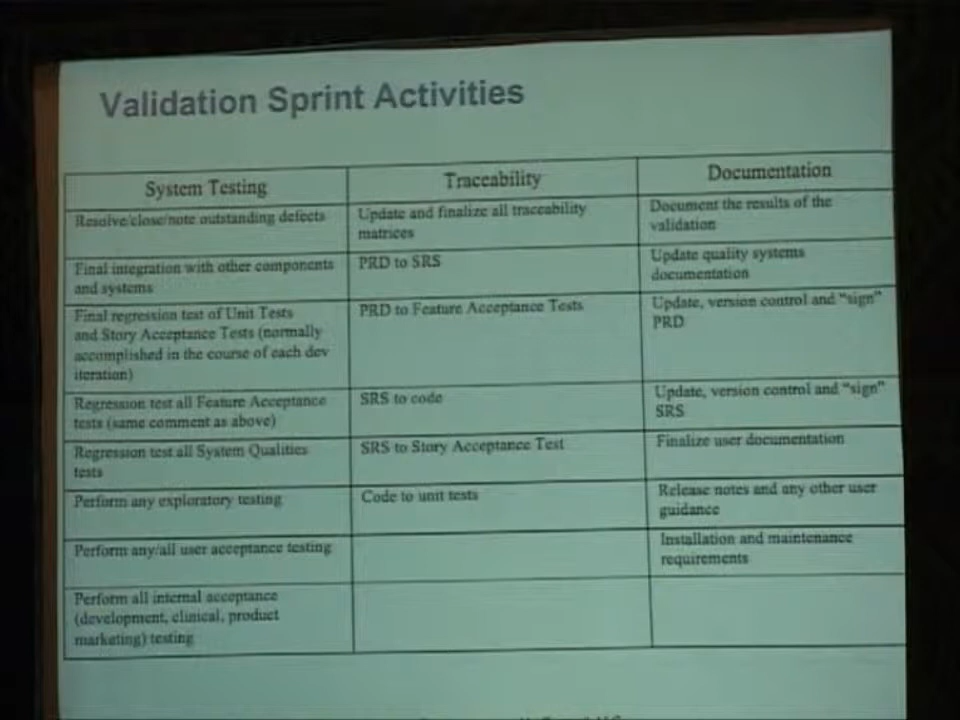 Validation Sprint Activities
System Testing
Traceability
Documentation
Resolve/close/note outstanding defects
Update and finalize all traceability
matrices
Document the results of the
validation
Final integration with other components
and systems
PRD to SRS
Update quality systems
documentation
Final regression test of Unit Tests
and Story Acceptance Tests (normally
accomplished in the course of each dev
iteration)
PRD to Feature Acceptance Tests
Update, version control and "sign"
PRD
Regression test all Feature Acceptance
tests (same comment as above)
SRS to code
Update, version control and "sign"
SRS
Regression test all System Qualities
tests
SRS to Story Acceptance Test
Finalize user documentation
Perform any exploratory testing
Code to unit tests
Release notes and any other user
guidance
Perform any/all user acceptance testing
Installation and maintenance
requirements
Perform all internal acceptance
(development, clinical, product
marketing) testing